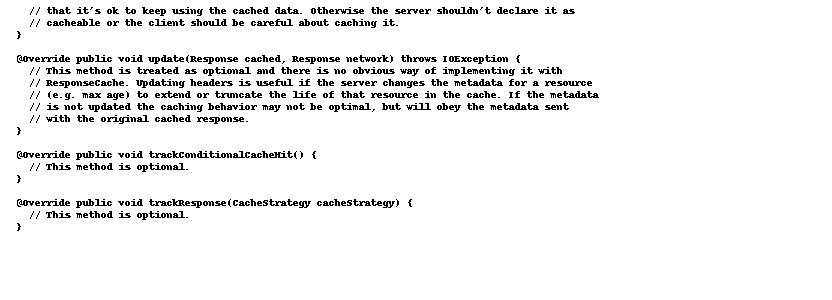 // that it's ok to keep using the cached data. Otherwise the server shouldn't declare it as
// cacheable or the client should be careful about caching it.
}
@Override public void update(Response cached, Response network) throws IOException {
// This method is treated as optional and there is no obvious way of implementing it with
// ResponseCache. Updating headers is useful if the server changes the metadata for a resource
// (e.g. max age) to extend or truncate the life of that resource in the cache. If the metadata
// is not updated the caching behavior may not be optimal, but will obey the metadata sent
// with the original cached response.
}
@Override public void trackConditionalCacheHit() {
// This method is optional.
}
@Override public void trackResponse(CacheStrategy cacheStrategy) {
// This method is optional.
}